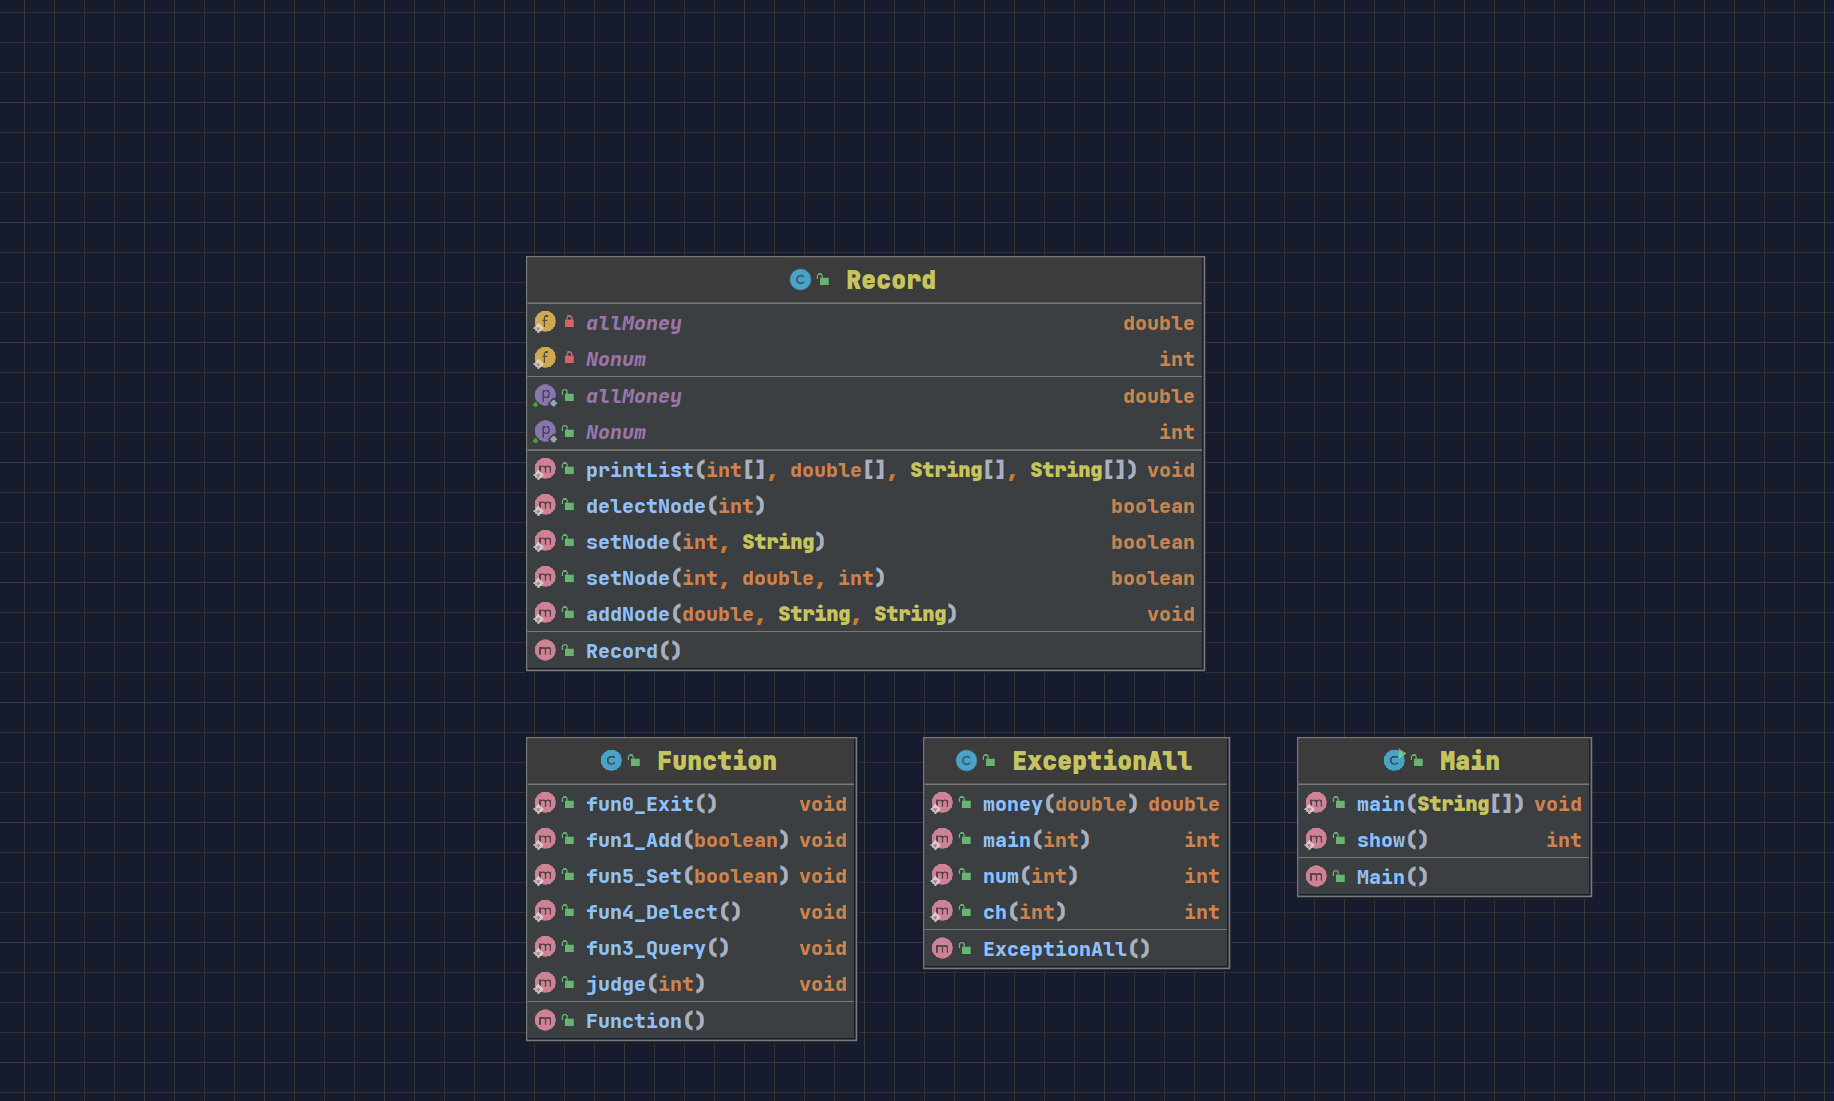 Record
allMoney double
Nonum int
allMoney double
Nonum int
printList(int[], double[], String[], String[]) void
delectNode(int) boolean
setNode(int, String) boolean
setNode(int, double, int) boolean
addNode(double, String, String) void
Record()
Function
fun0_Exit() void
fun1_Add(boolean) void
fun5_Set(boolean) void
fun4_Delect() void
fun3_Query() void
judge(int) void
Function()
ExceptionAll
money(double) double
main(int) int
num(int) int
ch(int) int
ExceptionAll()
Main
main(String[]) void
show() int
Main()